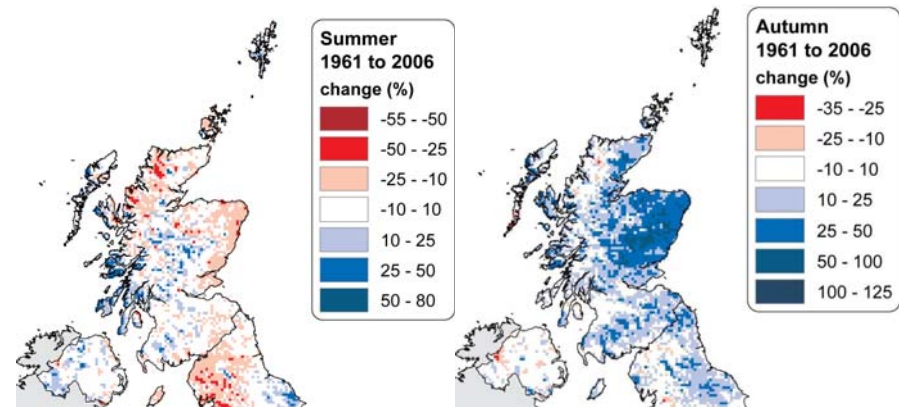 Summer
1961 to 2006
change (%)
-55 - -50
-50 - -25
-25 - -10
-10 - 10
10 - 25
25 - 50
50 - 80
Autumn
1961 to 2006
change (%)
-35 - -25
-25 - -10
-10 - 10
10 - 25
25 - 50
50 - 100
100 - 125